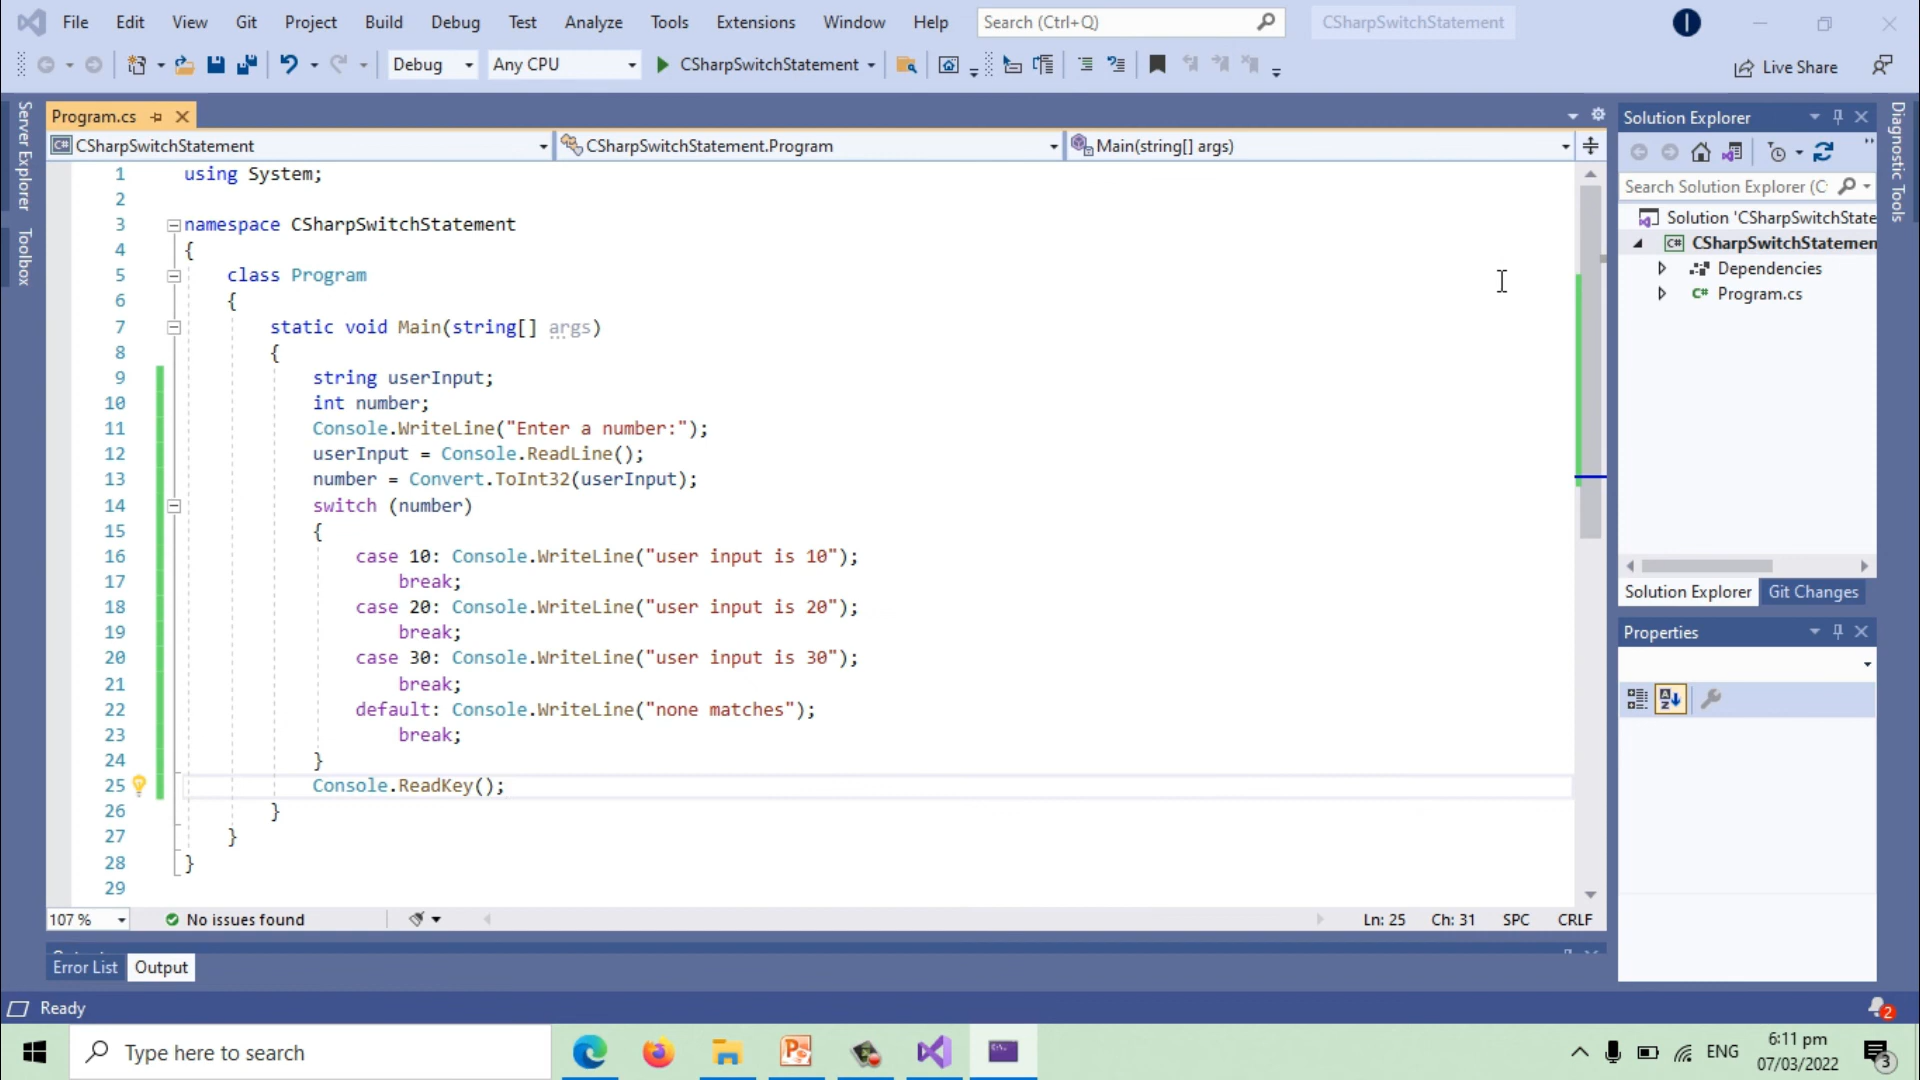 File Edit View Git Project Build Debug Test Analyze Tools Extensions Window Help Search (Ctrl+Q) CSharpSwitchStatement
Debug Any CPU CSharpSwitchStatement Live Share
Server Explorer
Toolbox
Program.cs
CSharpSwitchStatement CSharpSwitchStatement.Program Main(string[] args)
1 using System;
2
3 namespace CSharpSwitchStatement
4 {
5 class Program
6 {
7 static void Main(string[] args)
8 {
9 string userInput;
10 int number;
11 Console.WriteLine("Enter a number:");
12 userInput = Console.ReadLine();
13 number = Convert.ToInt32(userInput);
14 switch (number)
15 {
16 case 10: Console.WriteLine("user input is 10");
17 break;
18 case 20: Console.WriteLine("user input is 20");
19 break;
20 case 30: Console.WriteLine("user input is 30");
21 break;
22 default: Console.WriteLine("none matches");
23 break;
24 }
25 Console.ReadKey();
26 }
27 }
28 }
29
107 % No issues found Ln: 25 Ch: 31 SPC CRLF
Error List Output
Solution Explorer
Search Solution Explorer (C
Solution 'CSharpSwitchState
CSharpSwitchStatemen
Dependencies
C# Program.cs
Solution Explorer Git Changes
Properties
Diagnostic Tools
Ready 2
Type here to search ENG 6:11 pm
07/03/2022 3